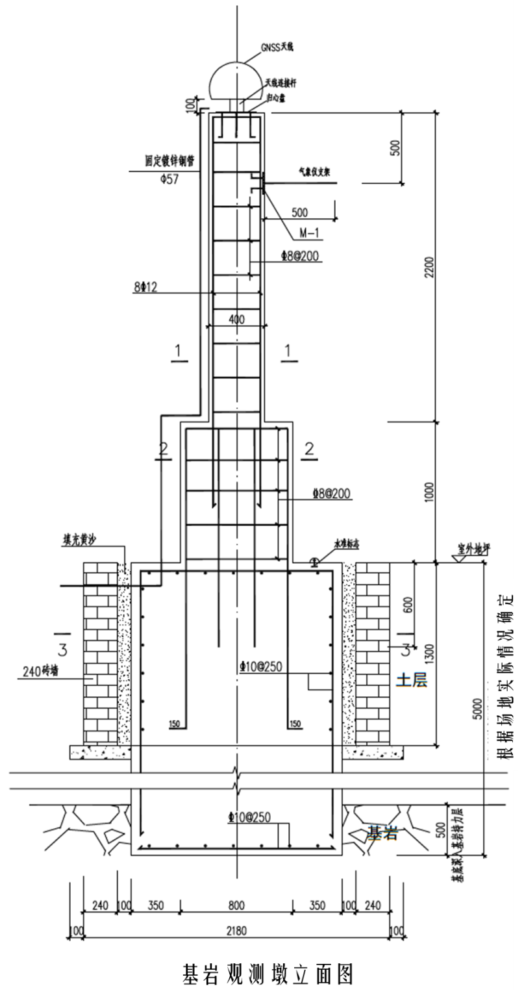 GNSS天线
天线连接杆
归心盘
100
固定镀锌钢管
Φ57
气象仪支架
500
500
M-1
Φ8@200
2200
8Φ12
400
1
1
2
2
Φ8@200
1000
填充黄沙
水准标志
室外地坪
600
3
3
1300
240砖墙
Φ10@250
土层
根据场地实际情况确定
5000
150
150
Φ10@250
基岩
500
基底深入基岩持力层
240
100
350
800
350
100
240
100
2180
100
基岩观测墩立面图